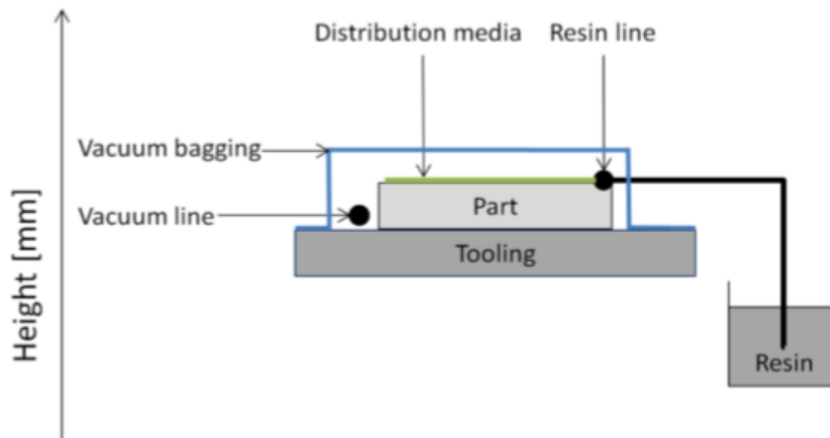 Distribution media
Resin line
Vacuum bagging
Vacuum line
Part
Tooling
Resin
Height [mm]